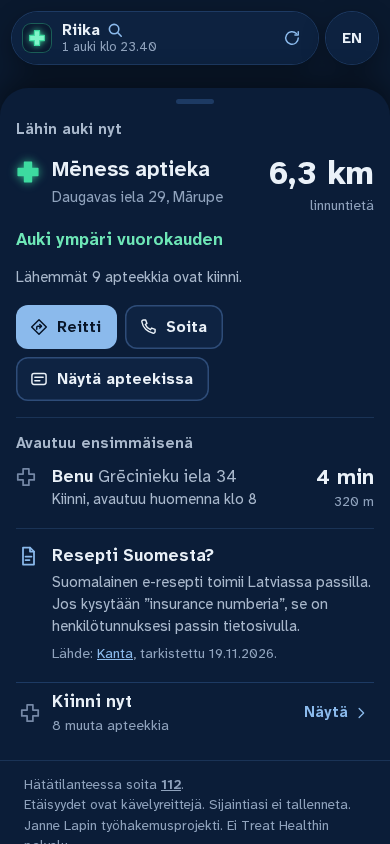 Riika
1 auki klo 23.40
EN
Lähin auki nyt
Mēness aptieka
6,3 km
Daugavas iela 29, Mārupe
linnuntietä
Auki ympäri vuorokauden
Lähemmät 9 apteekkia ovat kiinni.
Reitti
Soita
Näytä apteekissa
Avautuu ensimmäisenä
Benu Grēcinieku iela 34
4 min
Kiinni, avautuu huomenna klo 8
320 m
Resepti Suomesta?
Suomalainen e-resepti toimii Latviassa passilla.
Jos kysytään ”insurance numberia”, se on
henkilötunnuksesi passin tietosivulla.
Lähde: Kanta, tarkistettu 19.11.2026.
Kiinni nyt
8 muuta apteekkia
Näytä
Hätätilanteessa soita 112.
Etäisyydet ovat kävelyreittejä. Sijaintiasi ei tallenneta.
Janne Lapin työhakemusprojekti. Ei Treat Healthin